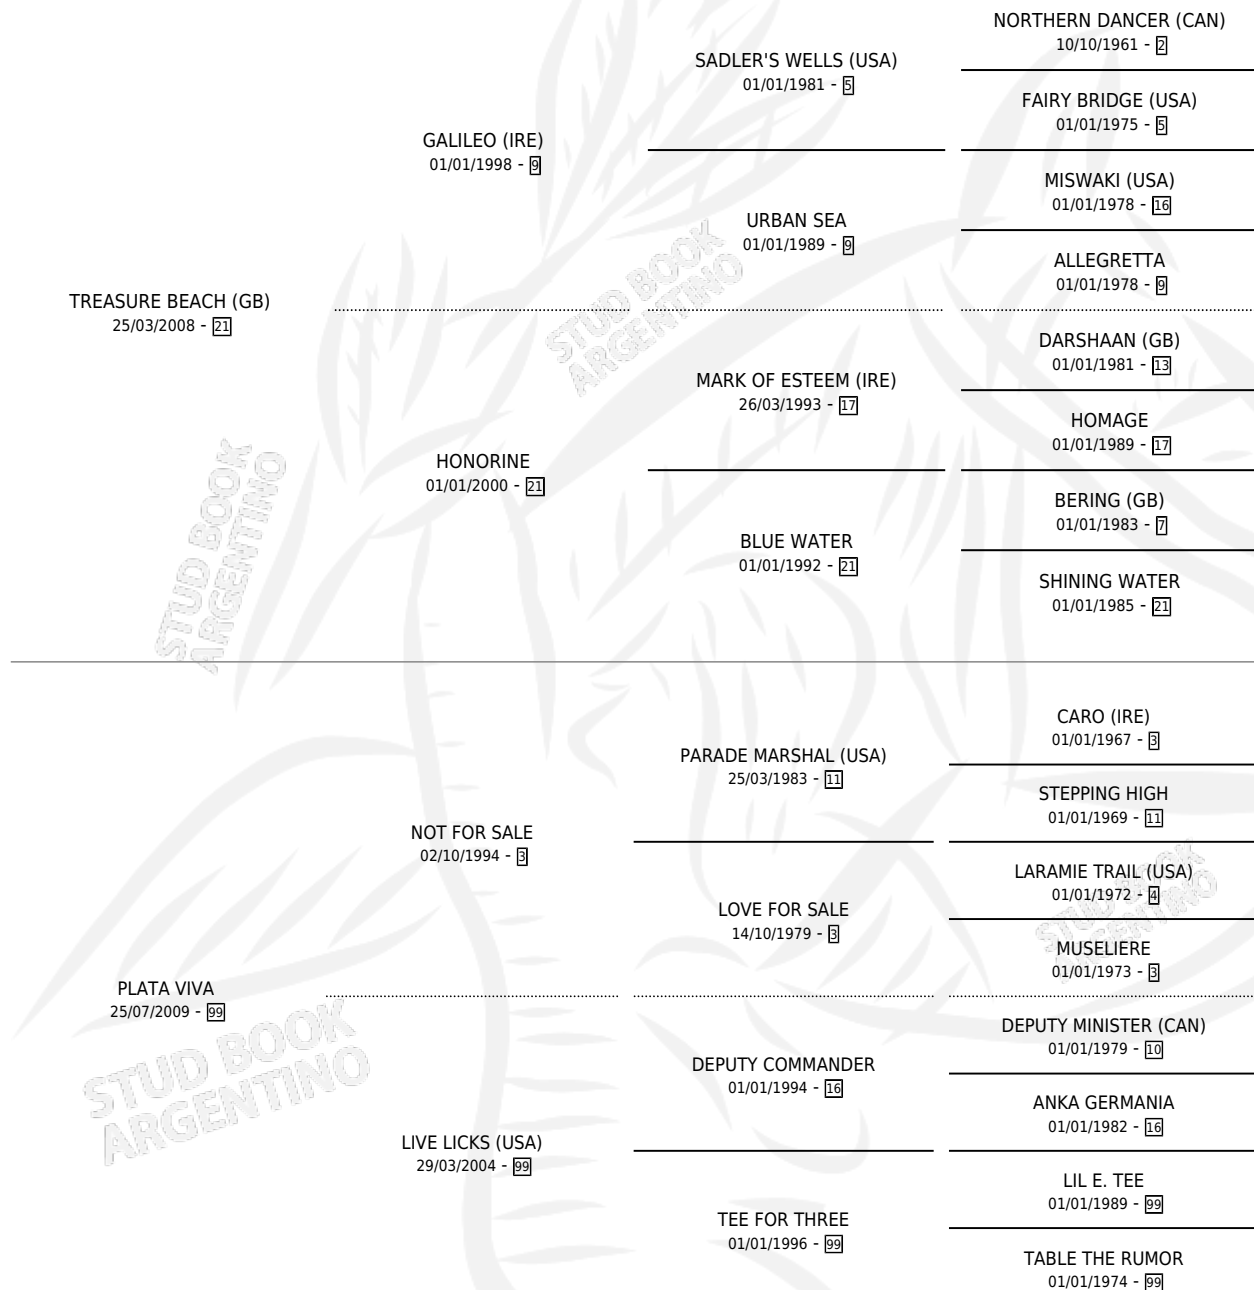 NORTHERN DANCER (CAN)
10/10/1961 - 2
SADLER'S WELLS (USA)
01/01/1981 - 5
FAIRY BRIDGE (USA)
01/01/1975 - 5
GALILEO (IRE)
01/01/1998 - 9
MISWAKI (USA)
01/01/1978 - 16
URBAN SEA
01/01/1989 - 9
ALLEGRETTA
01/01/1978 - 9
TREASURE BEACH (GB)
25/03/2008 - 21
STUD BOOK
ARGENTINO
DARSHAAN (GB)
01/01/1981 - 13
MARK OF ESTEEM (IRE)
26/03/1993 - 17
HOMAGE
01/01/1989 - 17
HONORINE
01/01/2000 - 21
BERING (GB)
01/01/1983 - 7
BLUE WATER
01/01/1992 - 21
SHINING WATER
01/01/1985 - 21
STUD BOOK
ARGENTINO
CARO (IRE)
01/01/1967 - 3
PARADE MARSHAL (USA)
25/03/1983 - 11
STEPPING HIGH
01/01/1969 - 11
NOT FOR SALE
02/10/1994 - 3
LARAMIE TRAIL (USA)
01/01/1972 - 4
LOVE FOR SALE
14/10/1979 - 3
STUD BOOK
ARGENTINO
MUSELIERE
01/01/1973 - 3
PLATA VIVA
25/07/2009 - 99
DEPUTY MINISTER (CAN)
01/01/1979 - 10
DEPUTY COMMANDER
01/01/1994 - 16
ANKA GERMANIA
01/01/1982 - 16
STUD BOOK
ARGENTINO
LIVE LICKS (USA)
29/03/2004 - 99
LIL E. TEE
01/01/1989 - 99
TEE FOR THREE
01/01/1996 - 99
TABLE THE RUMOR
01/01/1974 - 99